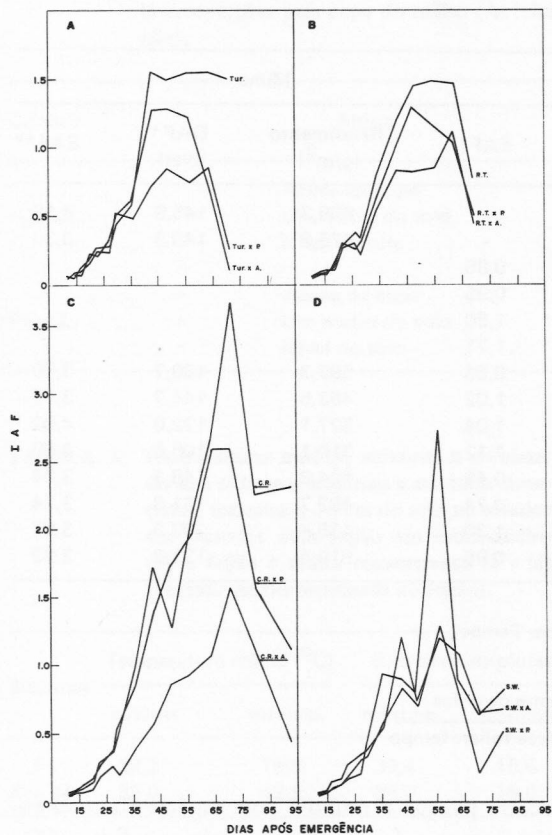 A
B
1.5
1.0
0.5
0
Tur.
Tur. x P.
Tur. x A.
R.T.
R.T. x P.
R.T. x A.
C
D
3.5
3.0
2.5
2.0
1.5
1.0
0.5
0
I A F
C.R.
C.R. x P.
C.R. x A.
S.W.
S.W. x A.
S.W. x P.
15 25 35 45 55 65 75 85 95 15 25 35 45 55 65 75 85 95
DIAS APÓS EMERGÊNCIA